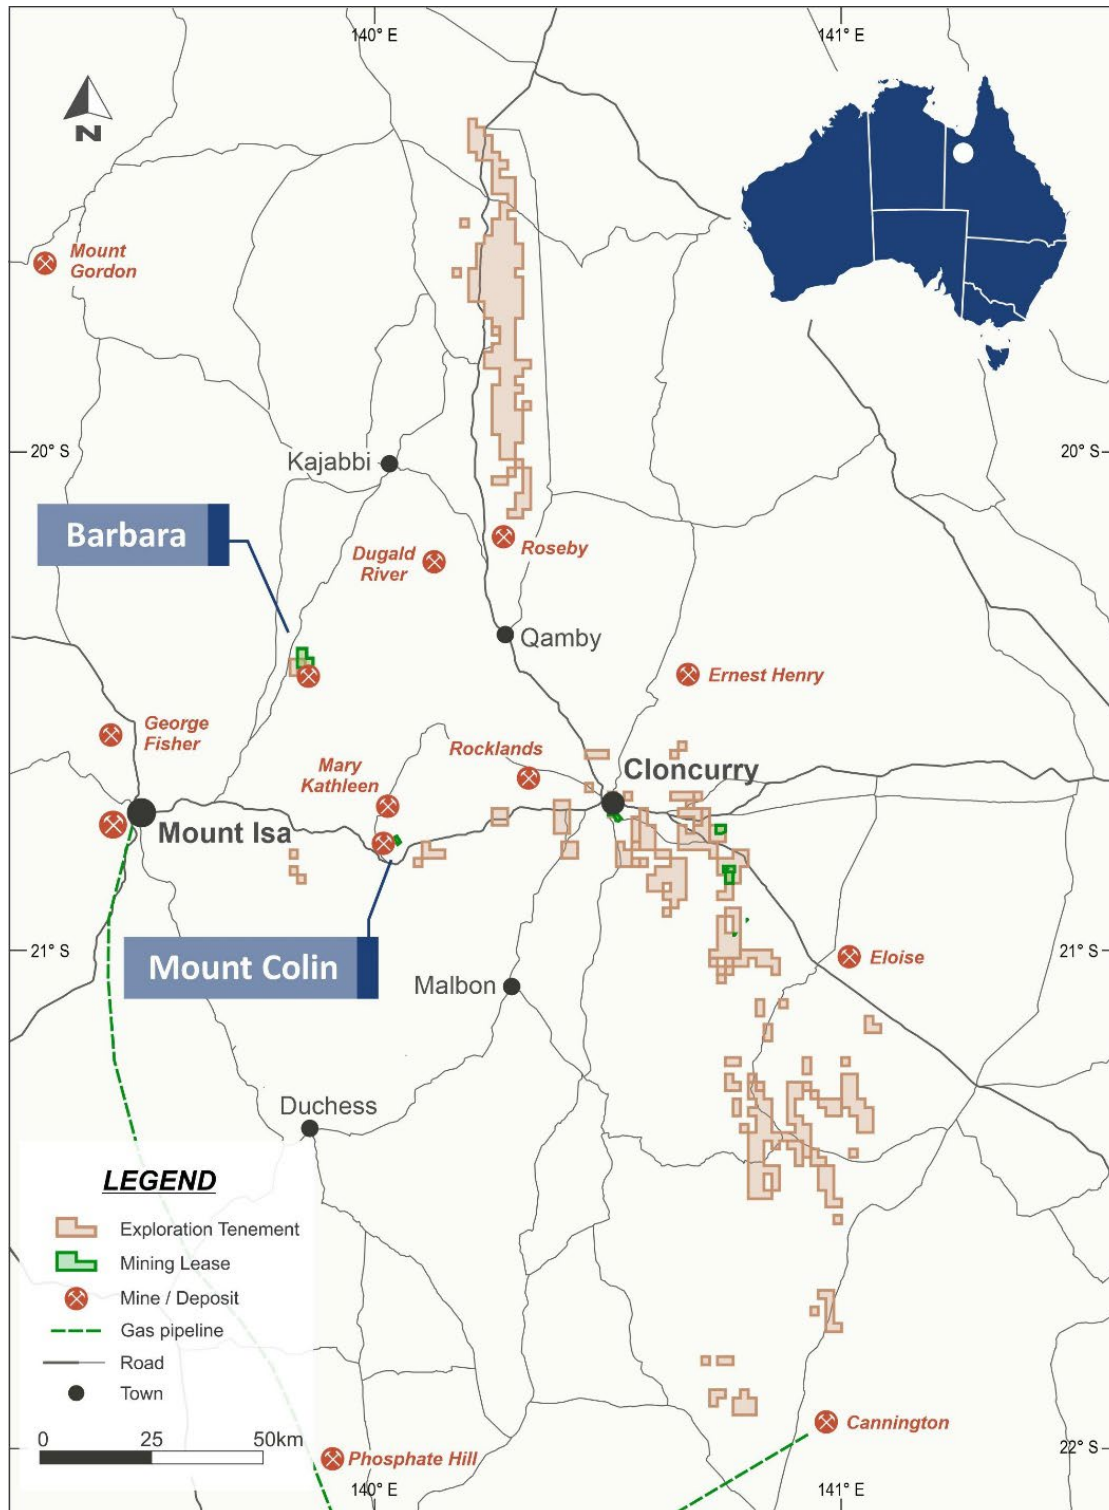 140° E
141° E
N
Mount
Gordon
20° S
20° S
Kajabbi
Barbara
Dugald
River
Roseby
Qamby
Ernest Henry
George
Fisher
Mary
Kathleen
Rocklands
Cloncurry
Mount Isa
Mount Colin
21° S
21° S
Eloise
Malbon
Duchess
LEGEND
Exploration Tenement
Mining Lease
Mine / Deposit
Gas pipeline
Road
Town
0 25 50km
Phosphate Hill
Cannington
22° S
140° E
141° E